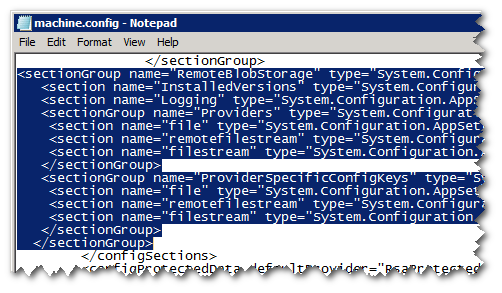 machine.config - Notepad
File Edit Format View Help
</sectionGroup>
<sectionGroup name="RemoteBlobStorage" type="System.Config
<section name="InstalledVersions" type="System.Configur
<section name="Logging" type="System.Configuration.AppS
<sectionGroup name="Providers" type="System.Configurat
<section name="file" type="System.Configuration.AppSet
<section name="remotefilestream" type="System.Configura
<section name="filestream" type="System.Configuration.
</sectionGroup>
<sectionGroup name="ProviderSpecificConfigKeys" type="Sy
<section name="file" type="System.Configuration.AppSet
<section name="remotefilestream" type="System.Configur
<section name="filestream" type="System.Configuration
</sectionGroup>
</sectionGroup>
</configSections>
<configProtectedData defaultProvider="RsaProtected